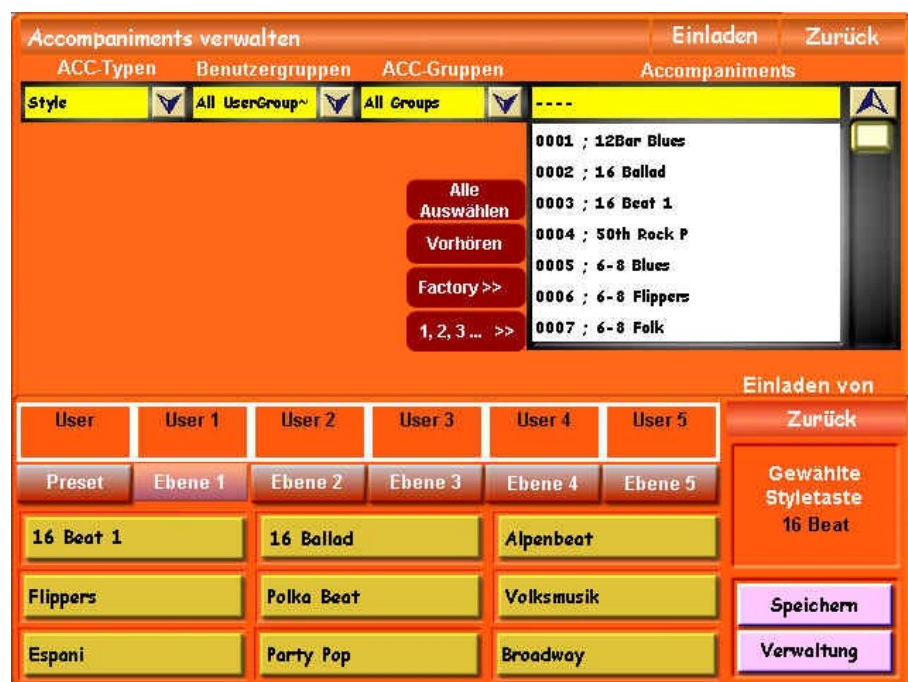 Accompaniments verwalten Einladen Zurück
ACC-Typen Benutzergruppen ACC-Gruppen Accompaniments
Style All UserGroup~ All Groups ----
0001 ; 12Bar Blues
0002 ; 16 Ballad
0003 ; 16 Beat 1
0004 ; 50th Rock P
0005 ; 6-8 Blues
0006 ; 6-8 Flippers
0007 ; 6-8 Folk
Alle
Auswählen
Vorhören
Factory >>
1, 2, 3 ... >>
Einladen von
User User 1 User 2 User 3 User 4 User 5 Zurück
Preset Ebene 1 Ebene 2 Ebene 3 Ebene 4 Ebene 5
Gewählte
Styletaste
16 Beat
16 Beat 1 16 Ballad Alpenbeat
Flippers Polka Beat Volksmusik
Espani Party Pop Broadway
Speichern
Verwaltung